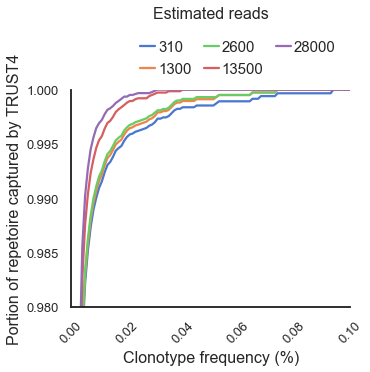 Estimated reads
310 2600 28000
1300 13500
Portion of repetoire captured by TRUST4
1.000
0.995
0.990
0.985
0.980
0.00 0.02 0.04 0.06 0.08 0.10
Clonotype frequency (%)